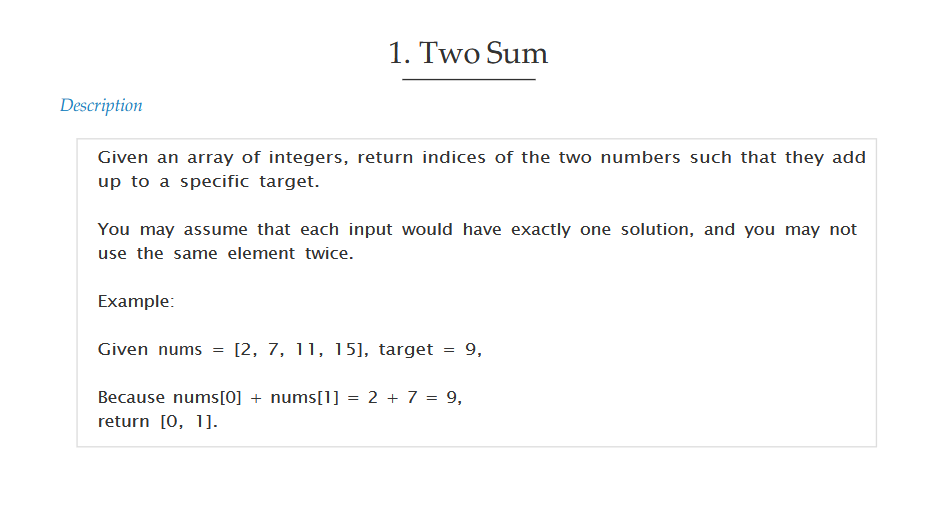 1. Two Sum
Description
Given an array of integers, return indices of the two numbers such that they add
up to a specific target.
You may assume that each input would have exactly one solution, and you may not
use the same element twice.
Example:
Given nums = [2, 7, 11, 15], target = 9,
Because nums[0] + nums[1] = 2 + 7 = 9,
return [0, 1].